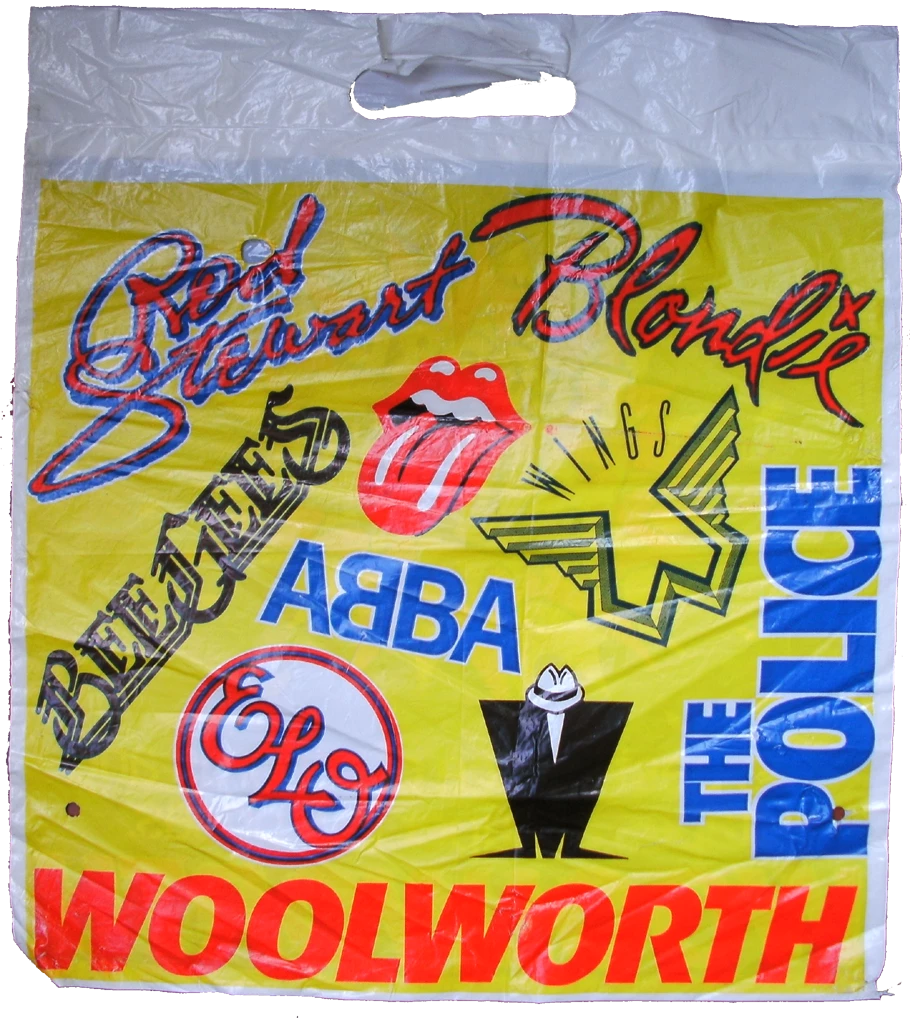 Rod
Stewart
Blondie
WINGS
BEE GEES
ABBA
THE
POLICE
ELO
WOOLWORTH